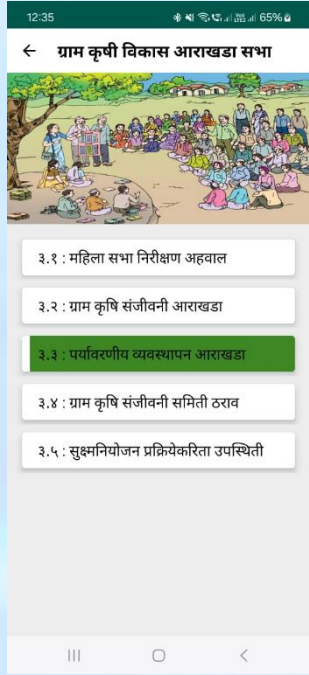 12:35 65%
← ग्राम कृषी विकास आराखडा सभा
३.१ : महिला सभा निरीक्षण अहवाल
३.२ : ग्राम कृषि संजीवनी आराखडा
३.३ : पर्यावरणीय व्यवस्थापन आराखडा
३.४ : ग्राम कृषि संजीवनी समिती ठराव
३.५ : सुक्ष्मनियोजन प्रक्रियेकरिता उपस्थिती